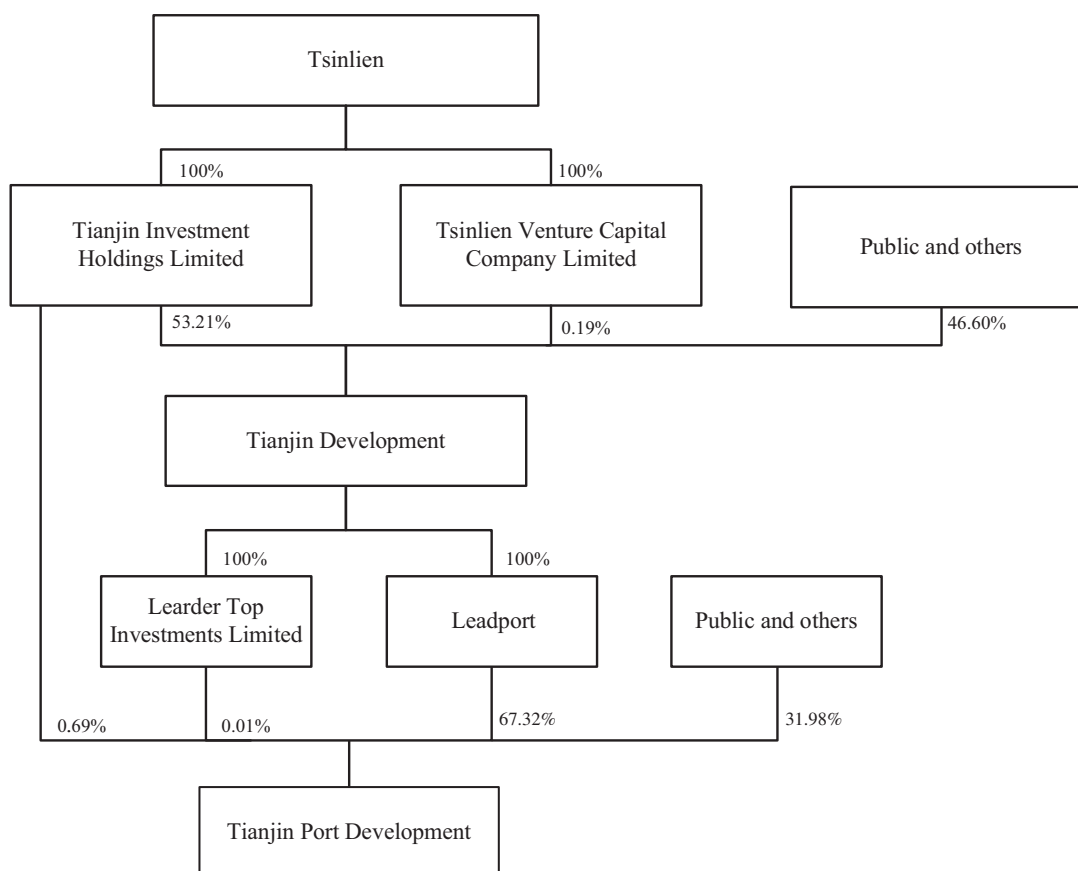 Tsinlien
100%
100%
Tianjin Investment
Holdings Limited
Tsinlien Venture Capital
Company Limited
Public and others
53.21%
0.19%
46.60%
Tianjin Development
100%
100%
Learder Top
Investments Limited
Leadport
Public and others
0.69%
0.01%
67.32%
31.98%
Tianjin Port Development